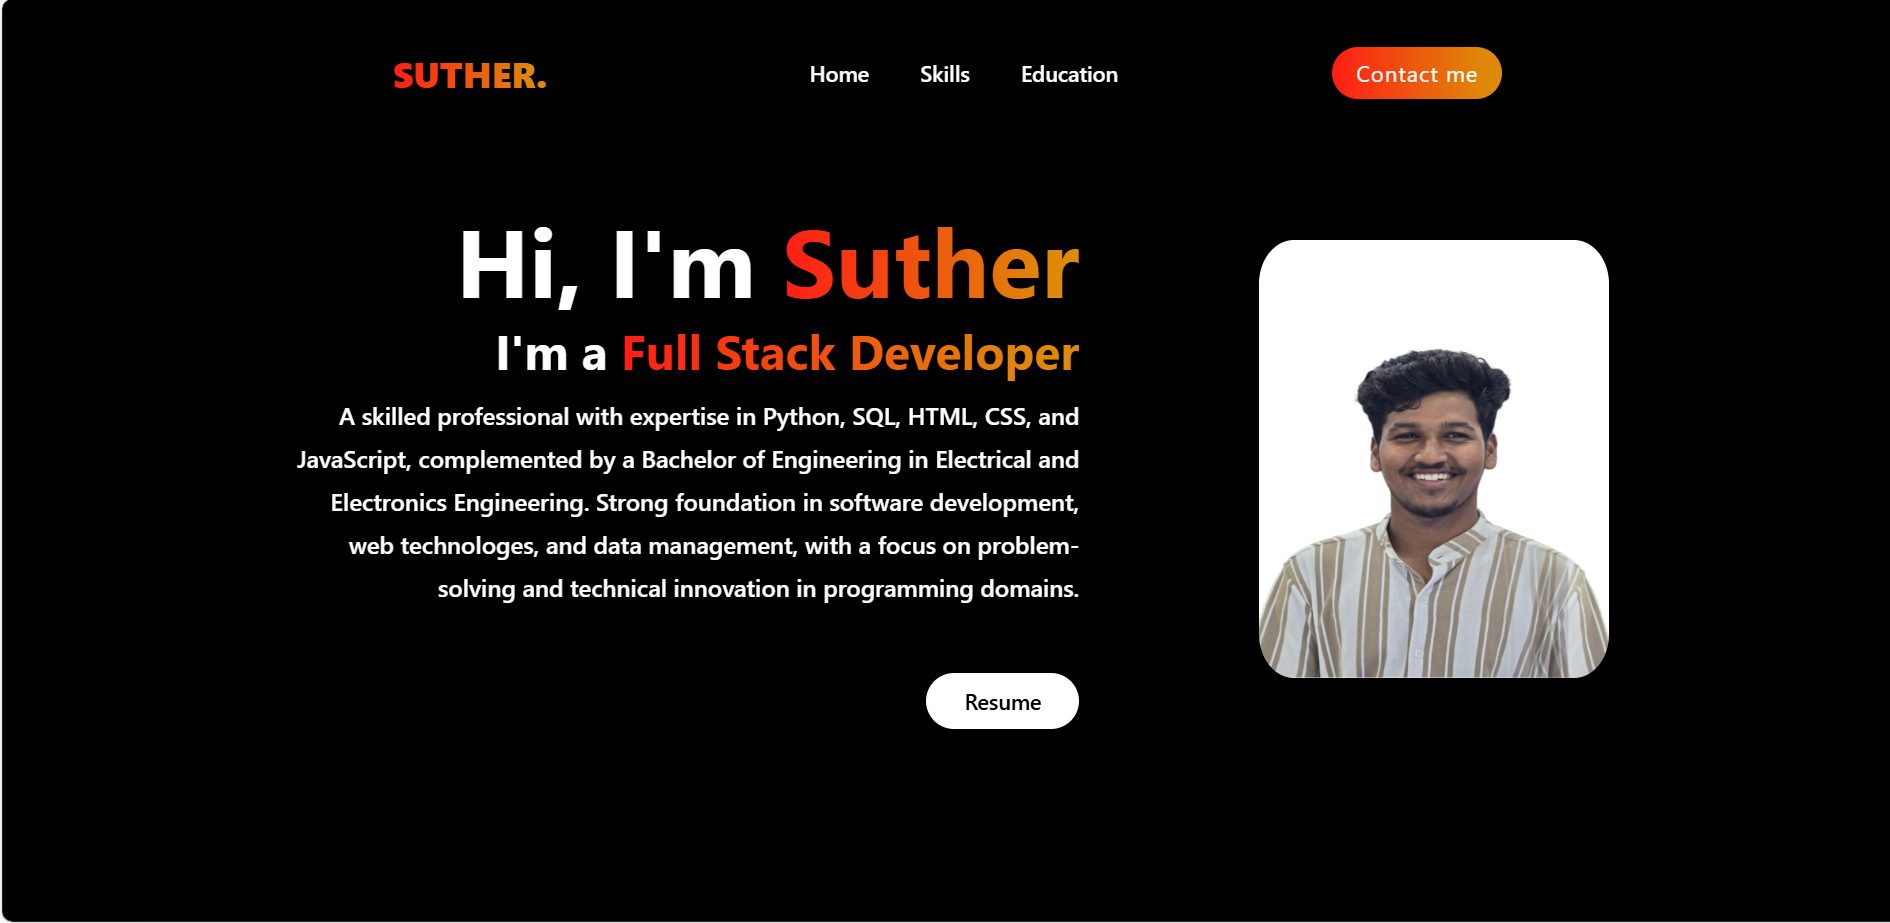 SUTHER.
Home
Skills
Education
Contact me
Hi, I'm Suther
I'm a Full Stack Developer
A skilled professional with expertise in Python, SQL, HTML, CSS, and
JavaScript, complemented by a Bachelor of Engineering in Electrical and
Electronics Engineering. Strong foundation in software development,
web technologes, and data management, with a focus on problem-
solving and technical innovation in programming domains.
Resume